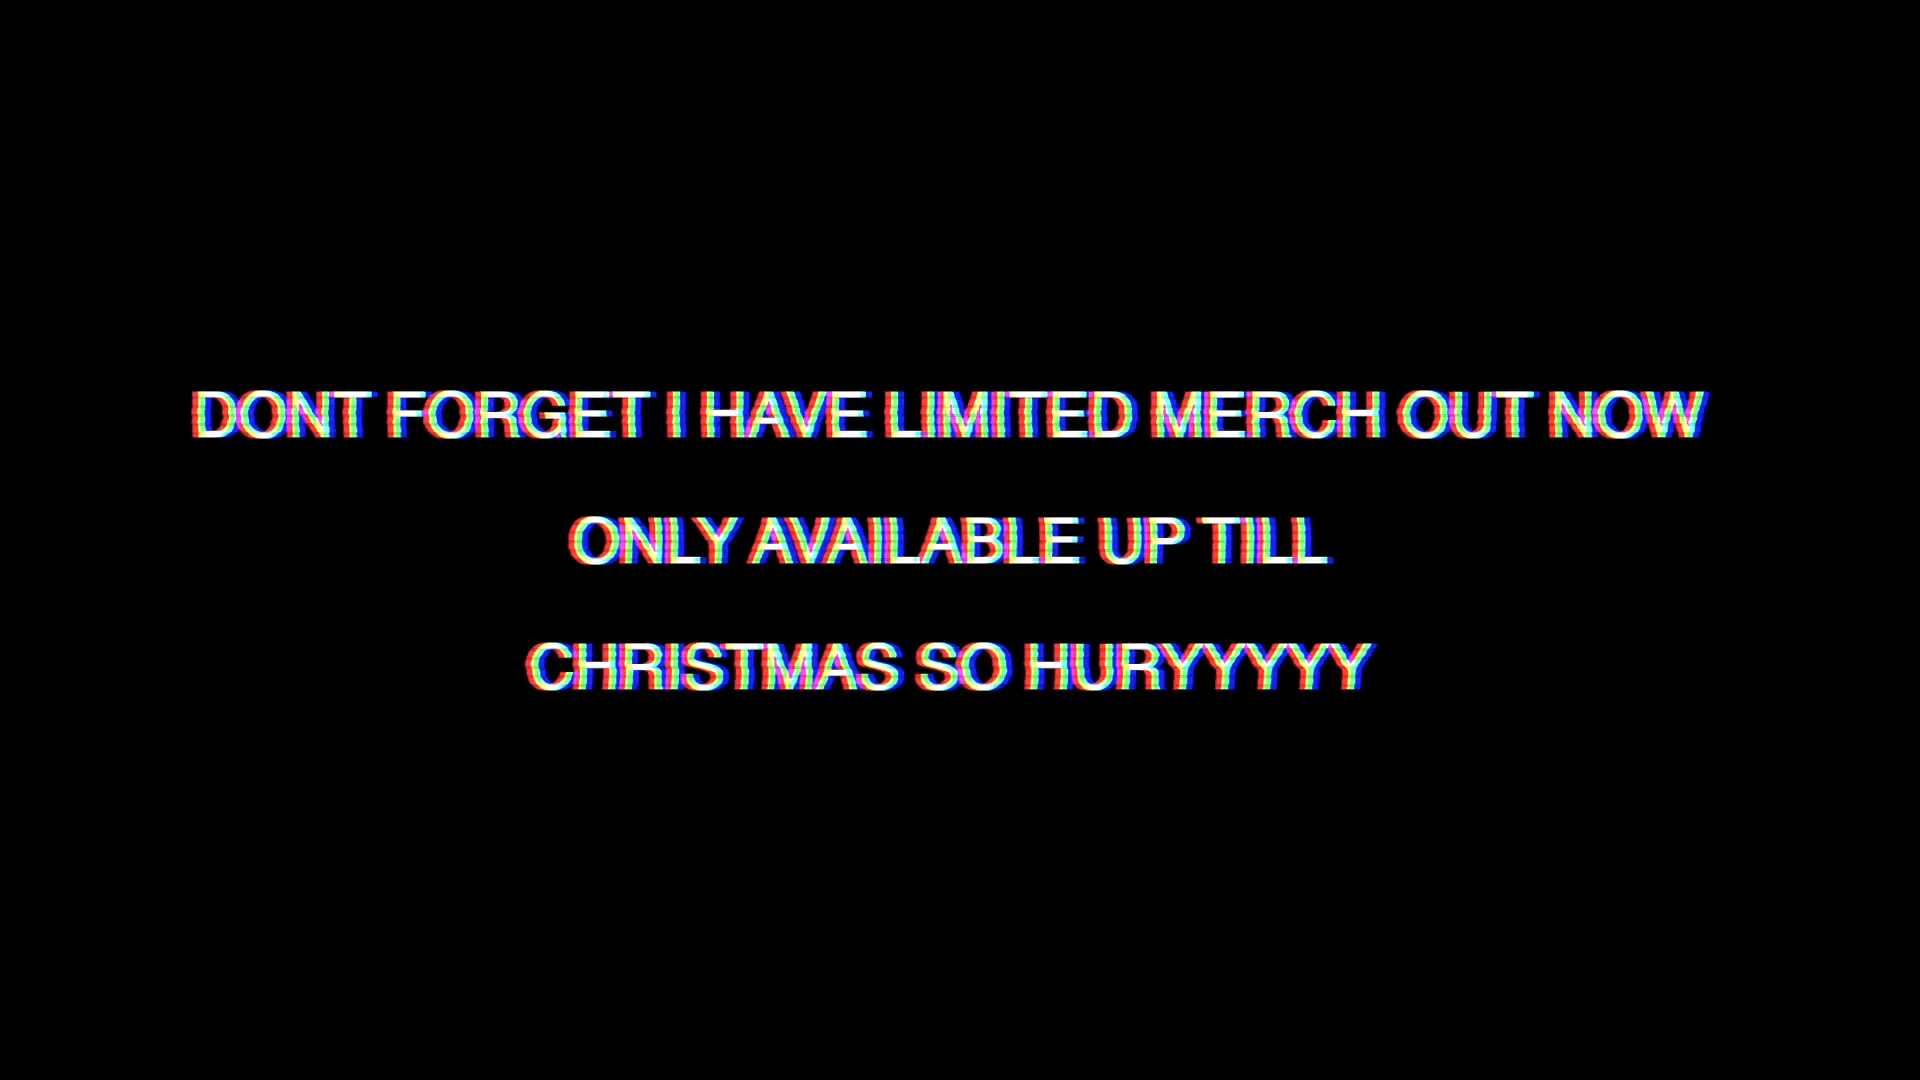 DONT FORGET I HAVE LIMITED MERCH OUT NOW
ONLY AVAILABLE UP TILL
CHRISTMAS SO HURYYYYY